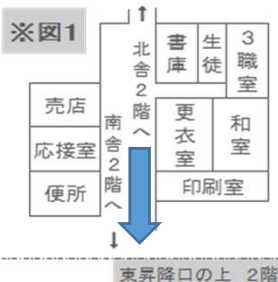 ※図1
北舎2階へ
書庫
生徒
3職室
売店
応接室
便所
南舎2階へ
更衣室
和室
印刷室
東昇降口の上 2階